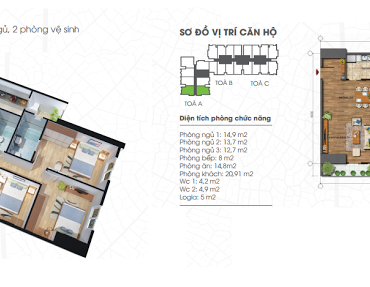 ngủ, 2 phòng vệ sinh
SƠ ĐỒ VỊ TRÍ CĂN HỘ
TOÀ B
TOÀ C
TOÀ A
Diện tích phòng chức năng
Phòng ngủ 1: 14,9 m2
Phòng ngủ 2: 13,7 m2
Phòng ngủ 3: 12,7 m2
Phòng bếp: 8 m2
Phòng ăn: 14,8m2
Phòng khách: 20,91 m2
Wc 1: 4,2 m2
Wc 2: 4,9 m2
Logia: 5 m2